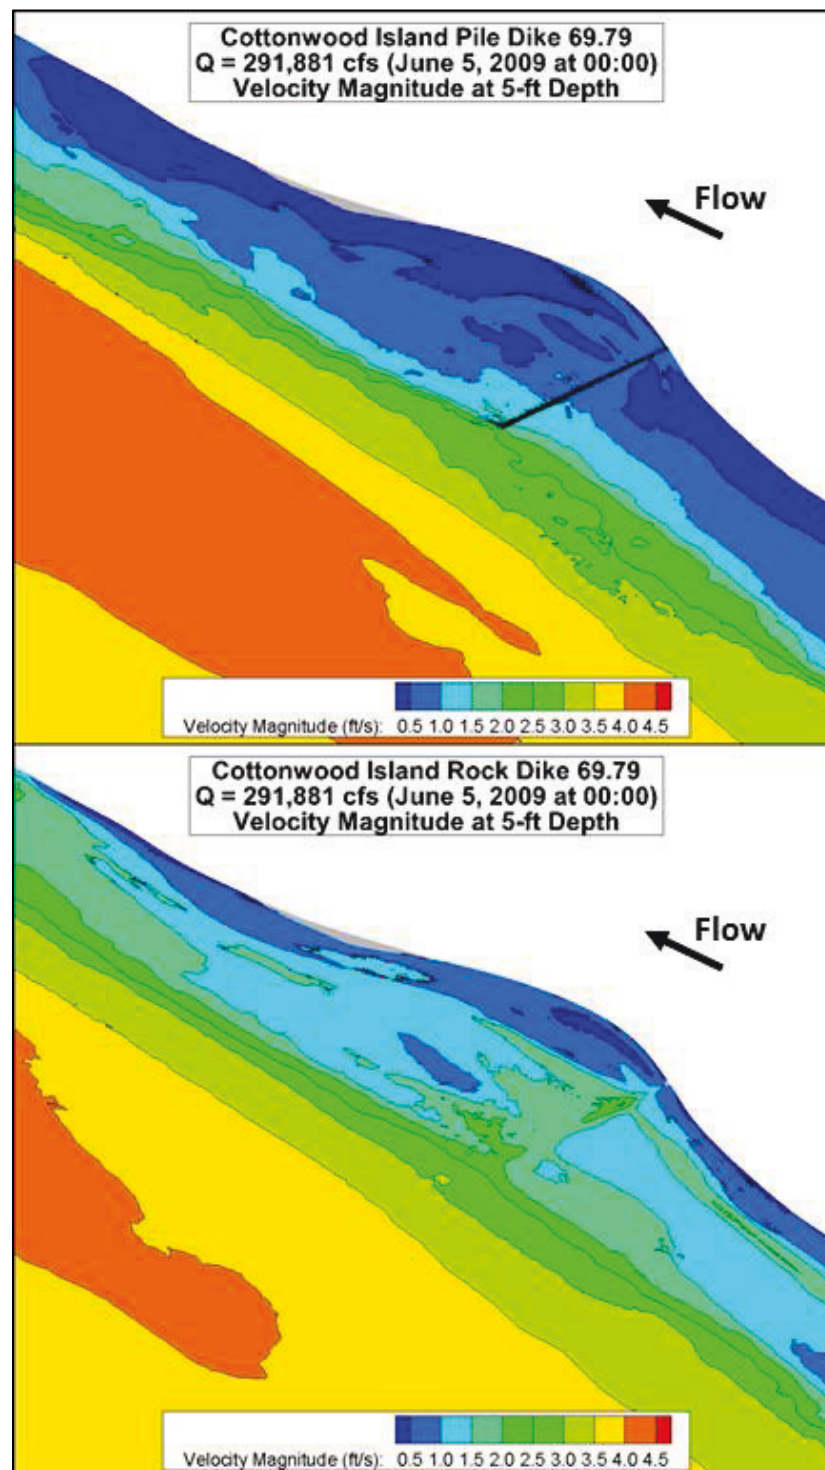 Cottonwood Island Pile Dike 69.79
Q = 291,881 cfs (June 5, 2009 at 00:00)
Velocity Magnitude at 5-ft Depth
Flow
Velocity Magnitude (ft/s): 0.5 1.0 1.5 2.0 2.5 3.0 3.5 4.0 4.5
Cottonwood Island Rock Dike 69.79
Q = 291,881 cfs (June 5, 2009 at 00:00)
Velocity Magnitude at 5-ft Depth
Flow
Velocity Magnitude (ft/s): 0.5 1.0 1.5 2.0 2.5 3.0 3.5 4.0 4.5